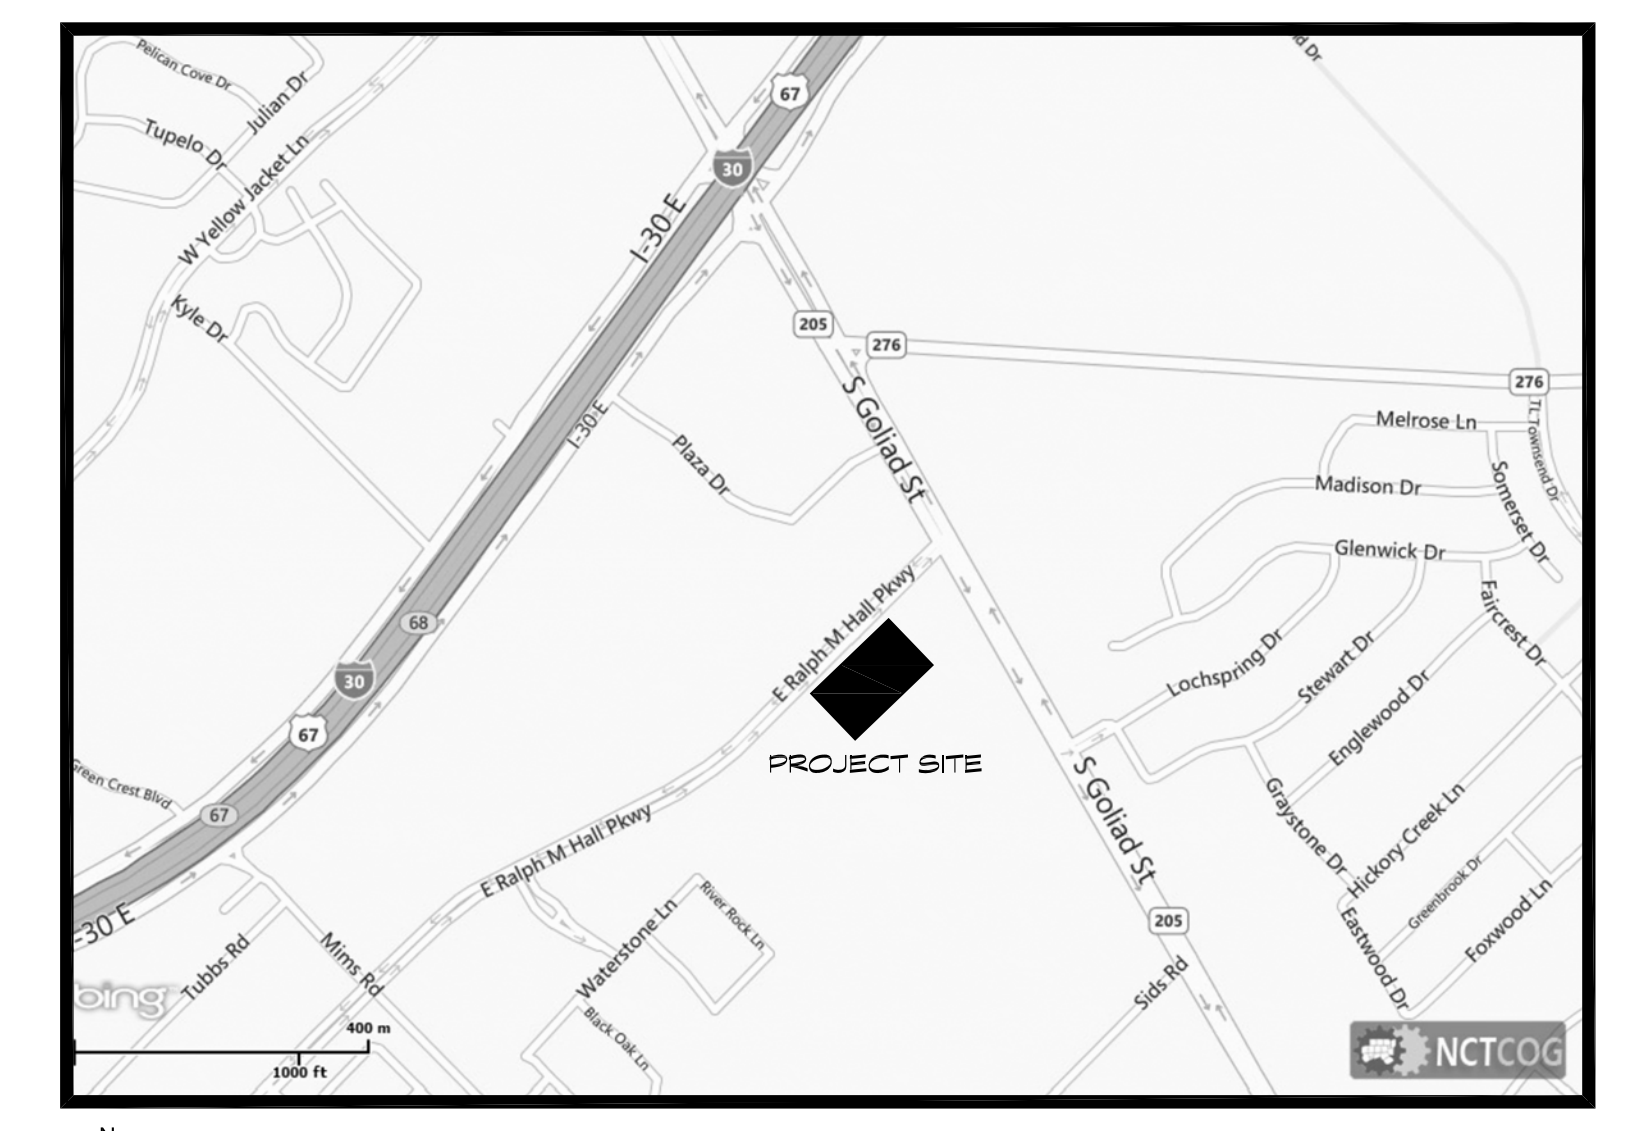 Pelican Cove Dr
Julian Dr
Tupelo Dr
W Yellow Jacket Ln
Kyle Dr
67
30
I-30 E
205
276
276
S Goliad St
I-30 E
Plaza Dr
Melrose Ln
TL Townsend Dr
Madison Dr
Somerset Dr
Glenwick Dr
Faircrest Dr
68
30
67
67
E Ralph M Hall Pkwy
PROJECT SITE
Lochspring Dr
Stewart Dr
Englewood Dr
Green Crest Blvd
S Goliad St
Graystone Dr
Hickory Creek Ln
Greenbrook Dr
Foxwood Ln
Eastwood Dr
E Ralph M Hall Pkwy
River Rock Ln
Waterstone Ln
Black Oak Ln
205
Sids Rd
-30 E
Tubbs Rd
Mims Rd
bing
400 m
1000 ft
NCTCOG
N